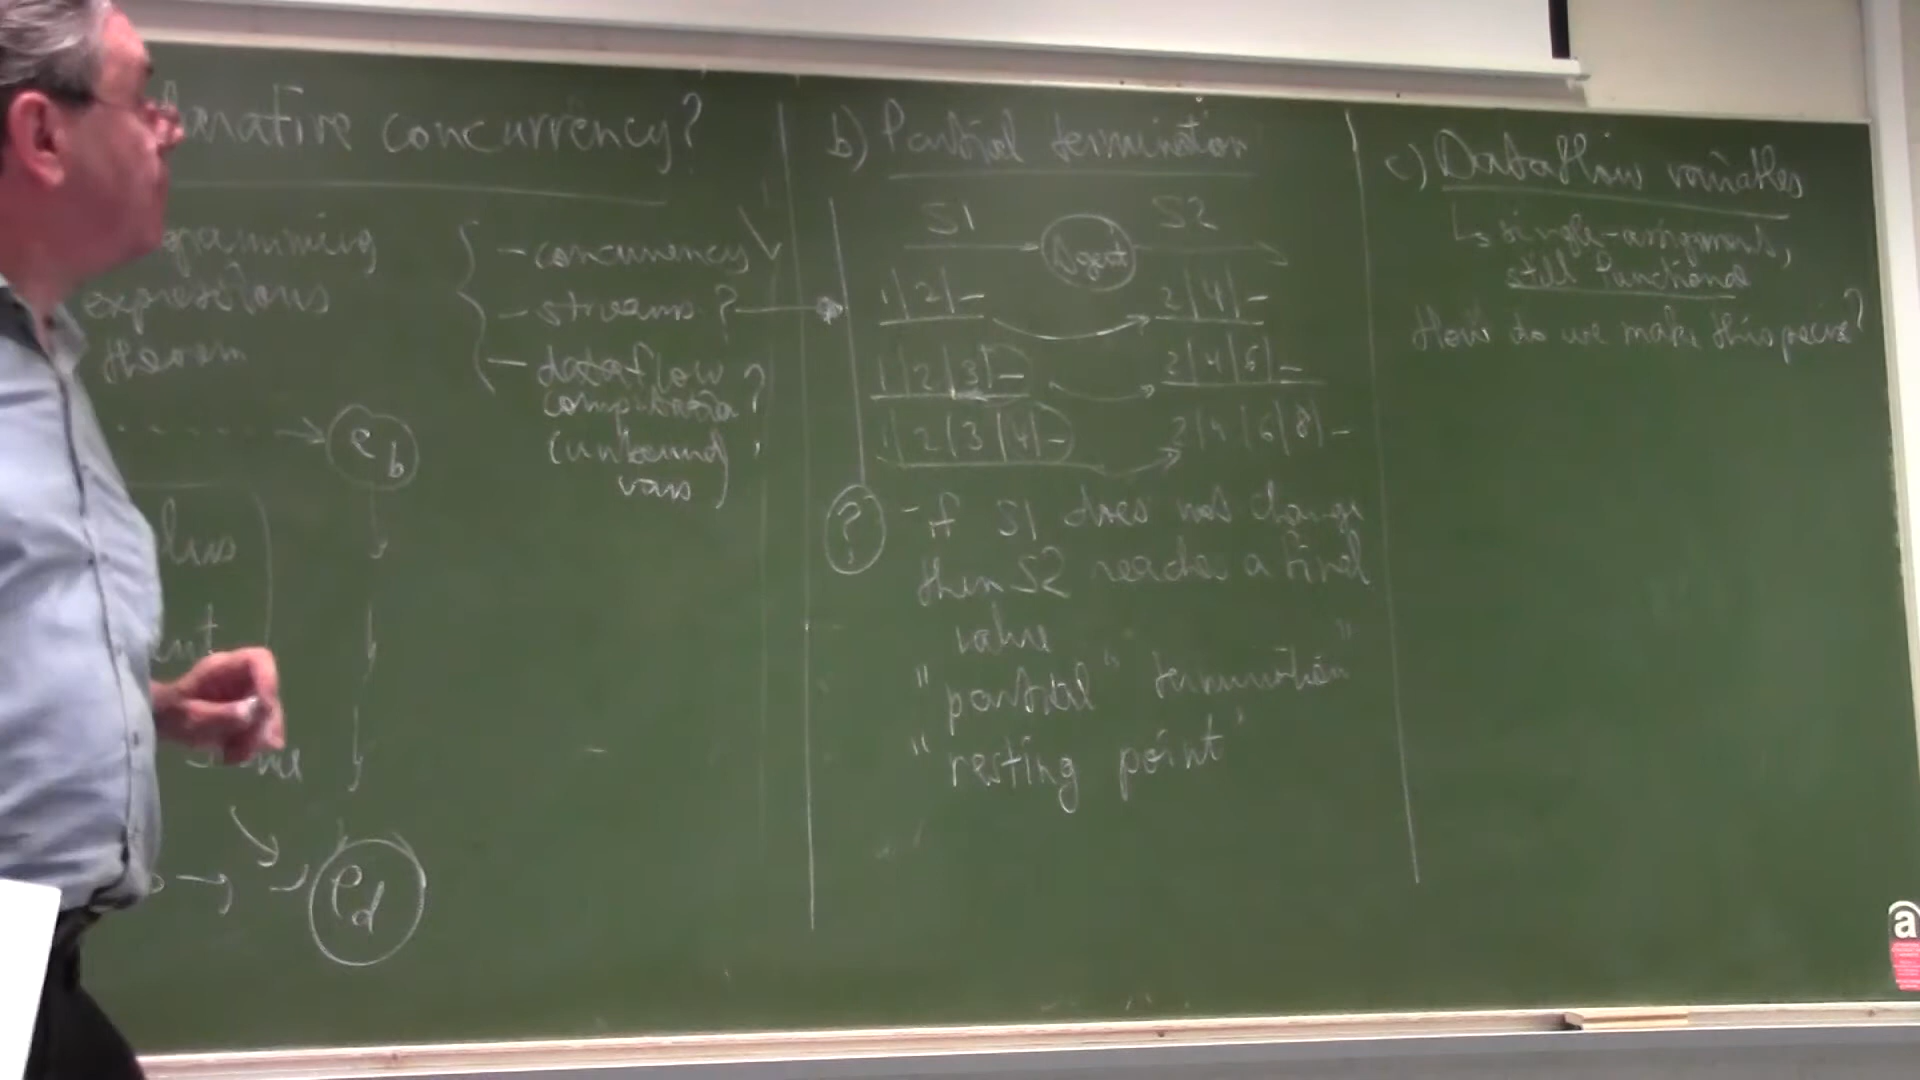 arative concurrency?
gramming
expressions
theorem
- concurrency
- streams ?
- dataflow ?
computation
(unbound
vars)
e b
ent
e d
b) Partial termination
S1 Agent S2
1|2|_ 2|4|_
1|2|3|_ 2|4|6|_
1|2|3|4|_ 2|4|6|8|_
?
- if S1 does not change
then S2 reaches a final
value
"partial" termination"
"resting point"
c) Dataflow variables
↳ single-assignment,
still functional
How do we make this precise?
a